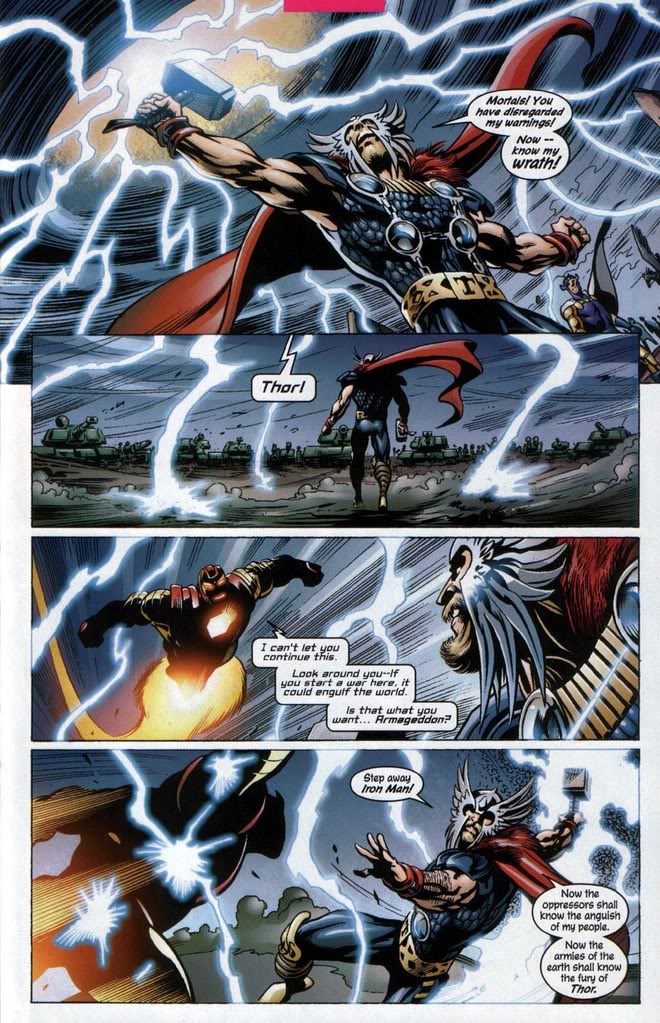 Mortals! You
have disregarded
my warnings!
Now --
know my
wrath!
Thor!
I can't let you
continue this.
Look around you--If
you start a war here, it
could engulf the world.
Is that what you
want... Armageddon?
Step away
Iron Man!
Now the
oppressors shall
know the anguish
of my people.
Now the
armies of the
earth shall know
the fury of
Thor.